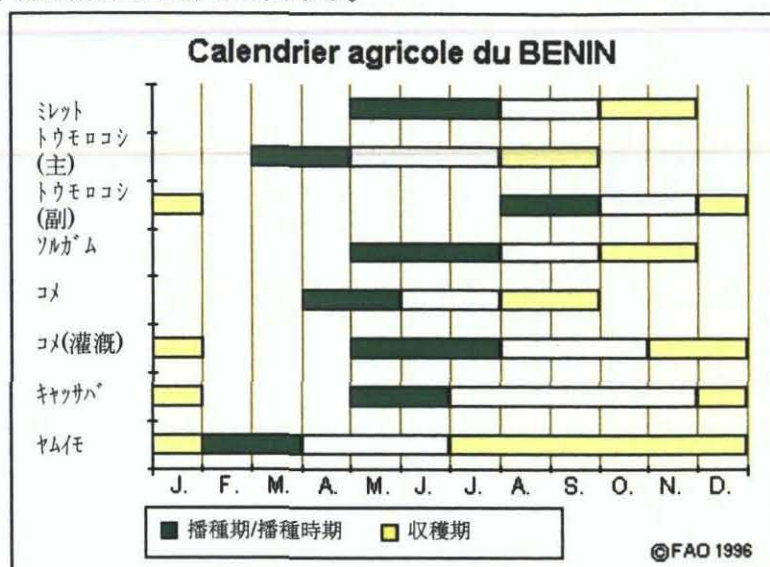 Calendrier agricole du BENIN
ミレット
トウモロコシ
(主)
トウモロコシ
(副)
ソルガム
コメ
コメ(灌漑)
キャッサバ
ヤムイモ
J. F. M. A. M. J. J. A. S. O. N. D.
播種期/播種時期 収穫期
©FAO 1996